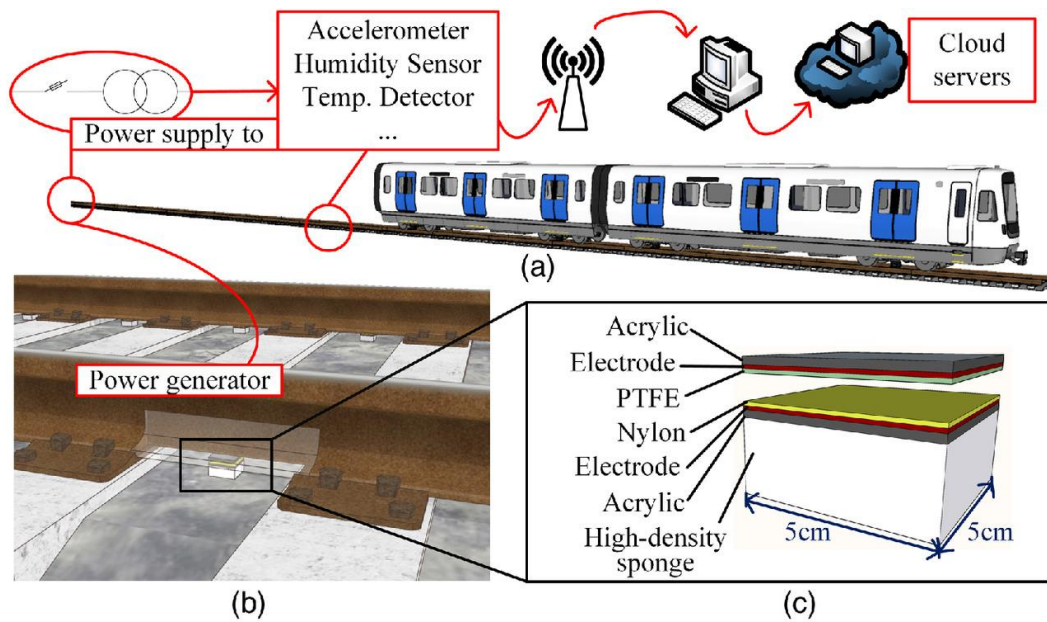 Accelerometer
Humidity Sensor
Temp. Detector
...
Power supply to
Cloud
servers
(a)
Power generator
(b)
Acrylic
Electrode
PTFE
Nylon
Electrode
Acrylic
High-density
sponge
5cm
5cm
(c)